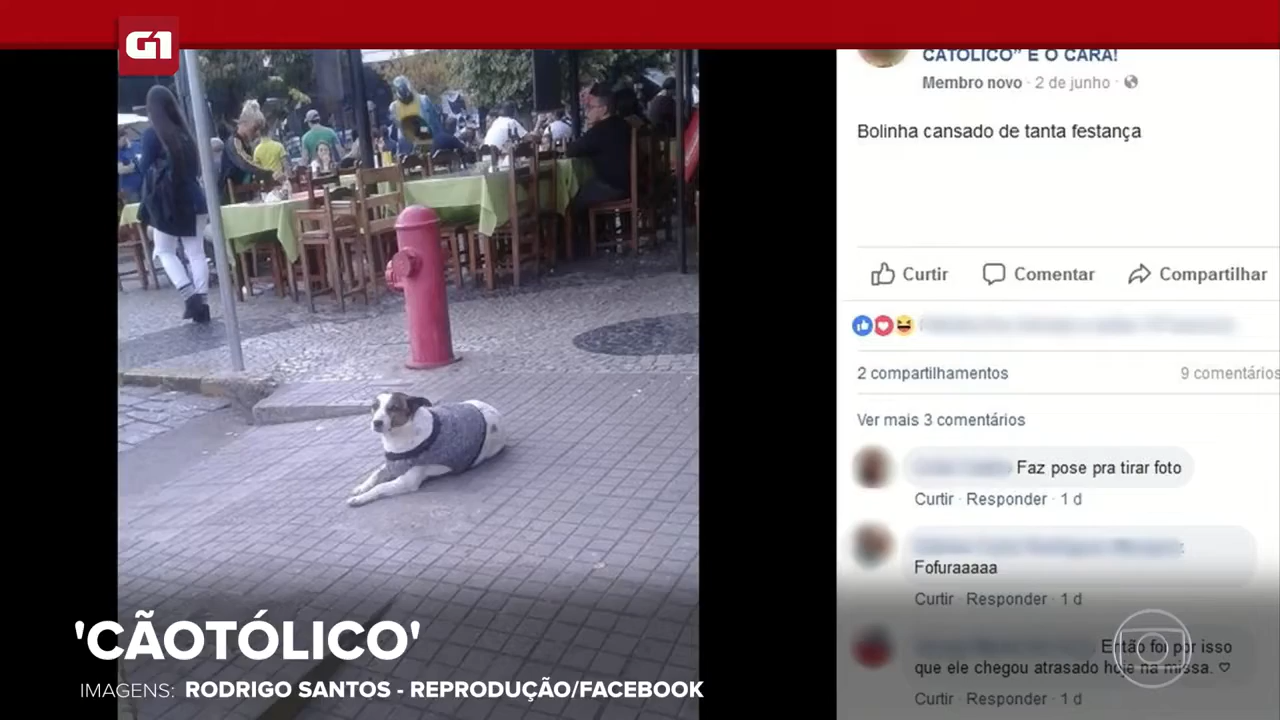 G1
CATÓLICO" É O CARA!
Membro novo · 2 de junho ·
Bolinha cansado de tanta festança
Curtir Comentar Compartilhar
2 compartilhamentos 9 comentários
Ver mais 3 comentários
Faz pose pra tirar foto
Curtir · Responder · 1 d
Fofuraaaaa
Curtir · Responder · 1 d
Então foi por isso
que ele chegou atrasado hoje na missa. ♡
Curtir · Responder · 1 d
'CÃOTÓLICO'
IMAGENS: RODRIGO SANTOS - REPRODUÇÃO/FACEBOOK